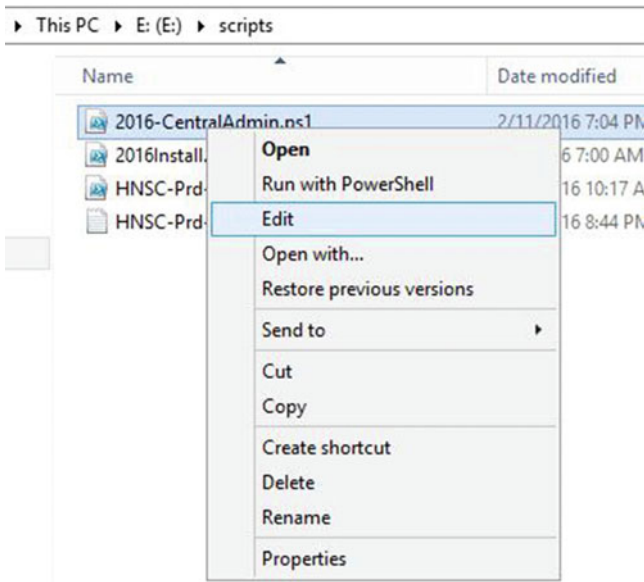 This PC ▸ E: (E:) ▸ scripts
Name Date modified
2016-CentralAdmin.ps1 2/11/2016 7:04 PM
2016Install. 6 7:00 AM
HNSC-Prd- 16 10:17 A
HNSC-Prd- 16 8:44 PM
Open
Run with PowerShell
Edit
Open with...
Restore previous versions
Send to
Cut
Copy
Create shortcut
Delete
Rename
Properties